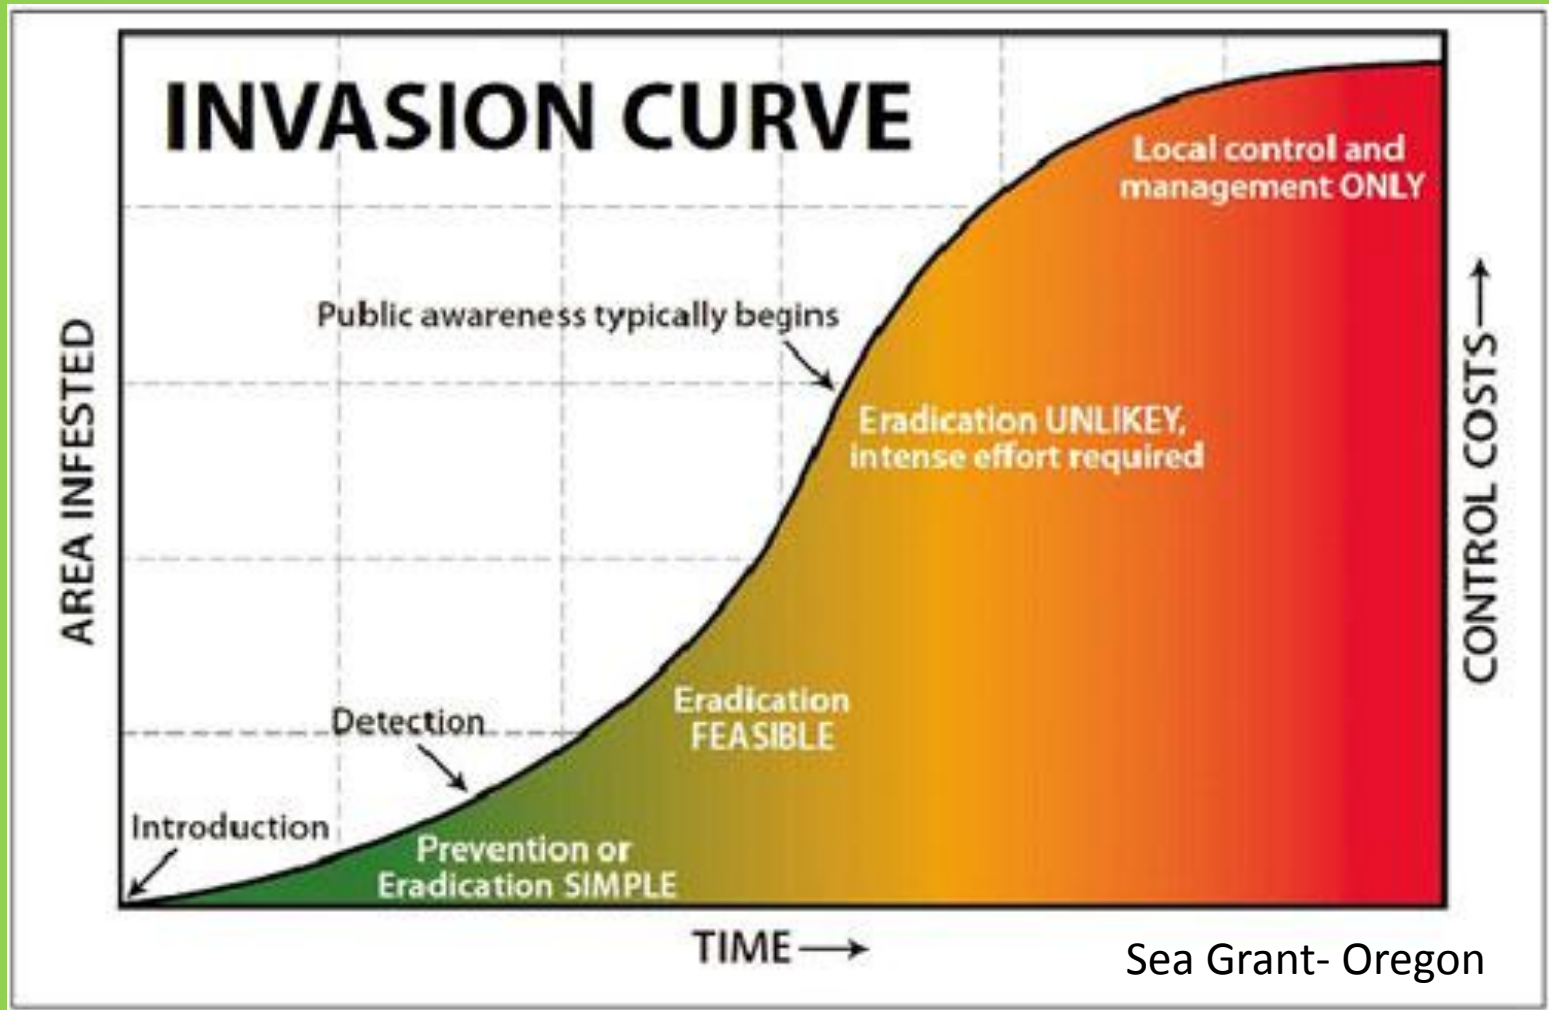 INVASION CURVE
Local control and
management ONLY
Public awareness typically begins
Eradication UNLIKEY,
intense effort required
Eradication
FEASIBLE
Detection
Introduction
Prevention or
Eradication SIMPLE
AREA INFESTED
CONTROL COSTS
TIME
Sea Grant- Oregon